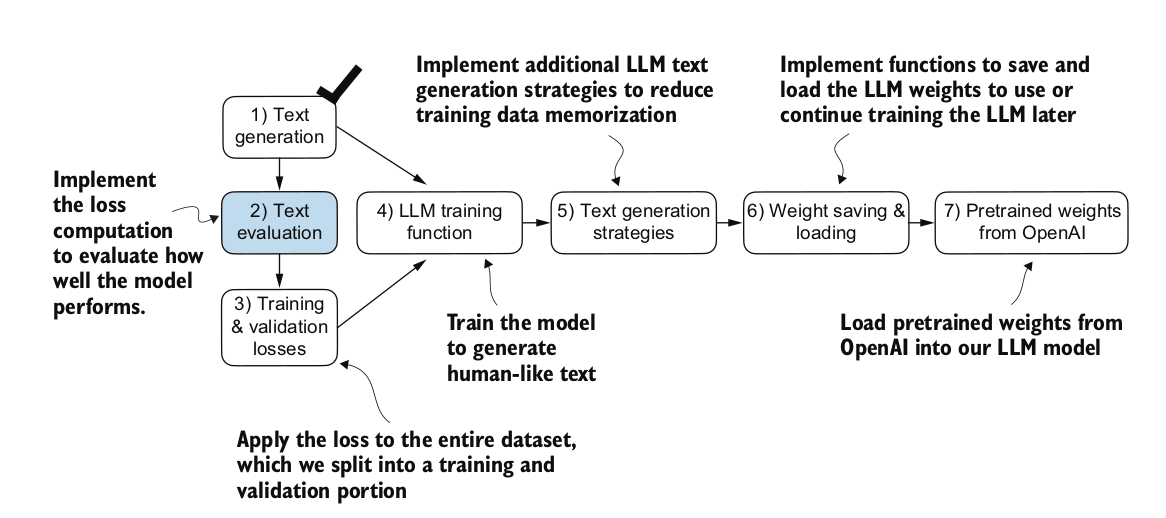 Implement additional LLM text
generation strategies to reduce
training data memorization
Implement functions to save and
load the LLM weights to use or
continue training the LLM later
1) Text
generation
Implement
the loss
computation
to evaluate how
well the model
performs.
2) Text
evaluation
3) Training
& validation
losses
4) LLM training
function
5) Text generation
strategies
6) Weight saving &
loading
7) Pretrained weights
from OpenAI
Train the model
to generate
human-like text
Load pretrained weights from
OpenAI into our LLM model
Apply the loss to the entire dataset,
which we split into a training and
validation portion